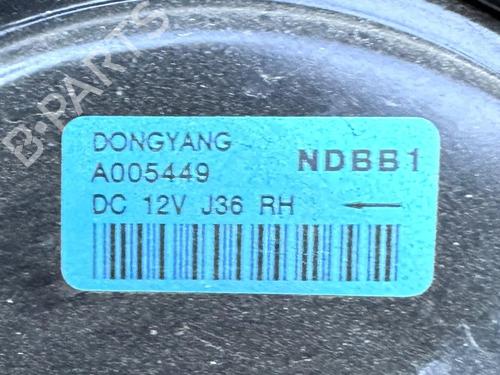 B-PARTS
DONGYANG
NDBB1
A005449
DC 12V J36 RH